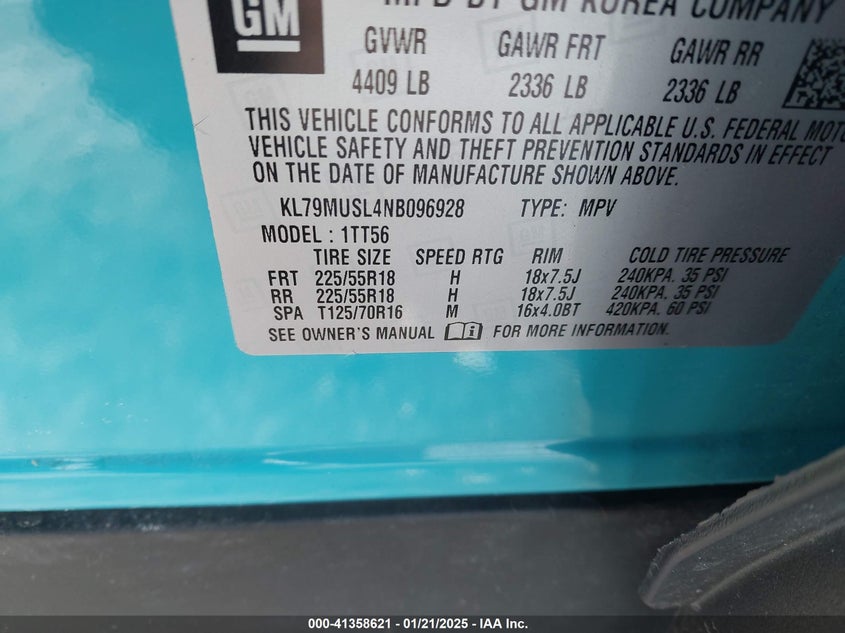 GM
MFD BY GM KOREA COMPANY
GVWR GAWR FRT GAWR RR
4409 LB 2336 LB 2336 LB
THIS VEHICLE CONFORMS TO ALL APPLICABLE U.S. FEDERAL MOTO
VEHICLE SAFETY AND THEFT PREVENTION STANDARDS IN EFFECT
ON THE DATE OF MANUFACTURE SHOWN ABOVE.
KL79MUSL4NB096928 TYPE: MPV
MODEL : 1TT56
TIRE SIZE SPEED RTG RIM COLD TIRE PRESSURE
FRT 225/55R18 H 18x7.5J 240KPA. 35 PSI
RR 225/55R18 H 18x7.5J 240KPA. 35 PSI
SPA T125/70R16 M 16x4.0BT 420KPA. 60 PSI
SEE OWNER'S MANUAL FOR MORE INFORMATION.
000-41358621 - 01/21/2025 - IAA Inc.